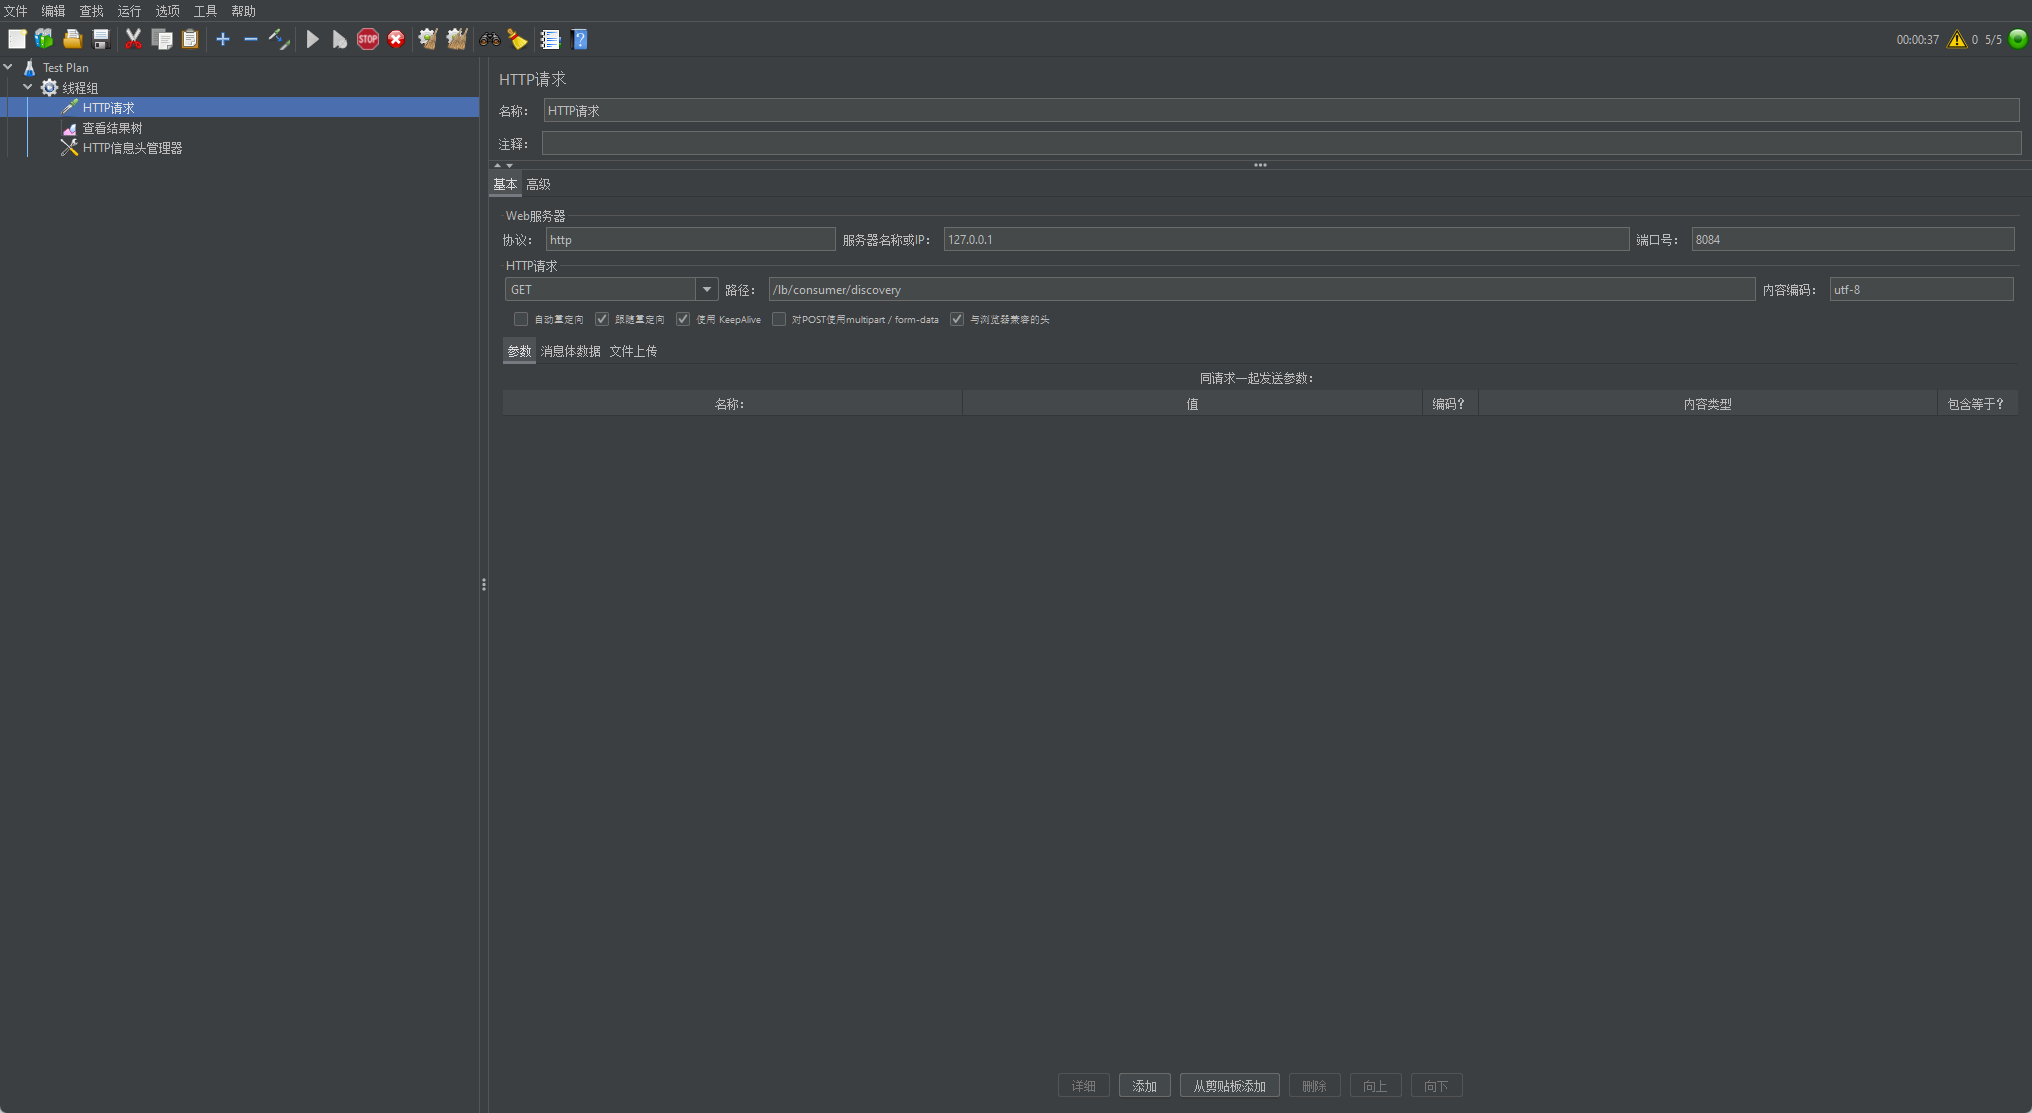 文件 编辑 查找 运行 选项 工具 帮助
STOP
00:00:37 0 5/5
Test Plan
线程组
HTTP请求
查看结果树
HTTP信息头管理器
HTTP请求
名称： HTTP请求
注释：
基本 高级
Web服务器
协议： http 服务器名称或IP： 127.0.0.1 端口号： 8084
HTTP请求
GET 路径： /lb/consumer/discovery 内容编码： utf-8
自动重定向 跟随重定向 使用 KeepAlive 对POST使用multipart / form-data 与浏览器兼容的头
参数 消息体数据 文件上传
同请求一起发送参数：
名称： 值 编码？ 内容类型 包含等于？
详细 添加 从剪贴板添加 删除 向上 向下